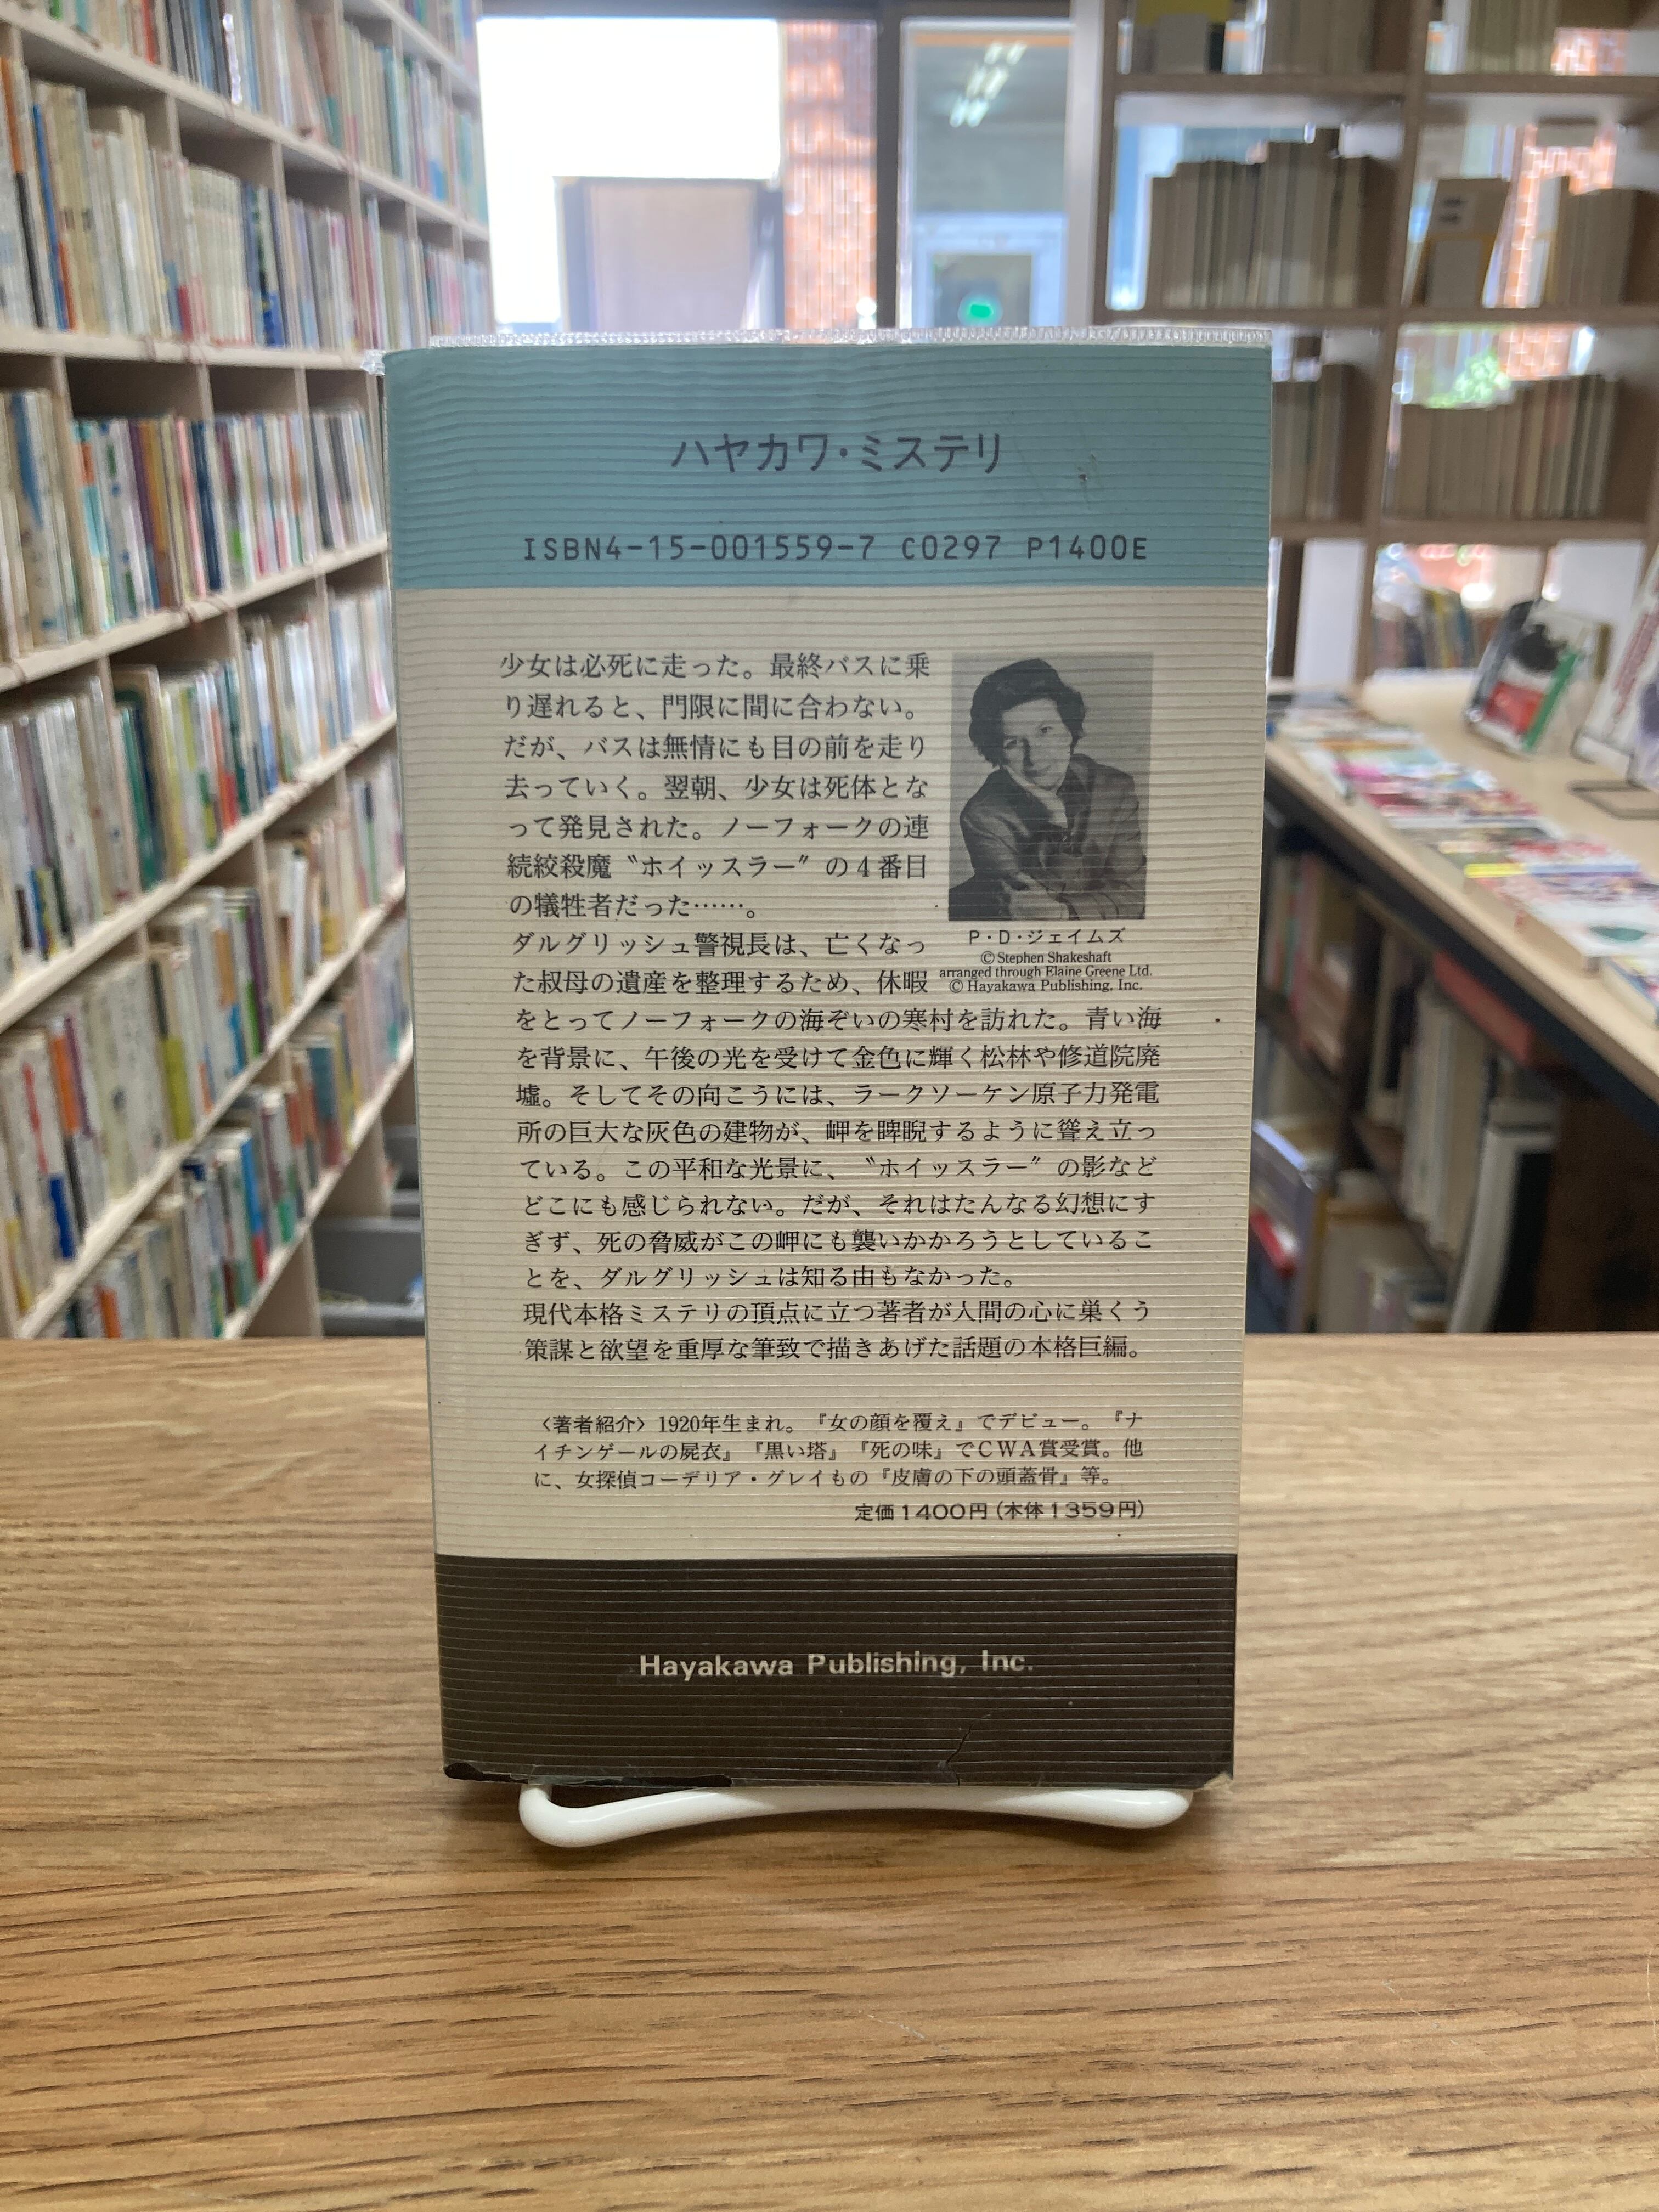 ハヤカワ・ミステリ
ISBN4-15-001559-7 C0297 P1400E
少女は必死に走った。最終バスに乗
り遅れると、門限に間に合わない。
だが、バスは無情にも目の前を走り
去っていく。翌朝、少女は死体とな
って発見された。ノーフォークの連
続絞殺魔〝ホイッスラー〟の4番目
の犠牲者だった……。
ダルグリッシュ警視長は、亡くなっ
た叔母の遺産を整理するため、休暇
をとってノーフォークの海ぞいの寒村を訪れた。青い海
を背景に、午後の光を受けて金色に輝く松林や修道院廃
墟。そしてその向こうには、ラークソーケン原子力発電
所の巨大な灰色の建物が、岬を睥睨するように聳え立っ
ている。この平和な光景に、〝ホイッスラー〟の影など
どこにも感じられない。だが、それはたんなる幻想にす
ぎず、死の脅威がこの岬にも襲いかかろうとしているこ
とを、ダルグリッシュは知る由もなかった。
現代本格ミステリの頂点に立つ著者が人間の心に巣くう
策謀と欲望を重厚な筆致で描きあげた話題の本格巨編。
P・D・ジェイムズ
© Stephen Shakeshaft
arranged through Elaine Greene Ltd.
© Hayakawa Publishing, Inc.
〈著者紹介〉1920年生まれ。『女の顔を覆え』でデビュー。『ナ
イチンゲールの屍衣』『黒い塔』『死の味』でCWA賞受賞。他
に、女探偵コーデリア・グレイもの『皮膚の下の頭蓋骨』等。
定価1400円(本体1359円)
Hayakawa Publishing, Inc.